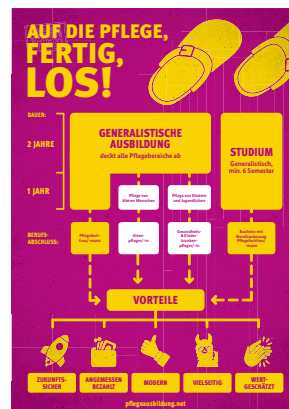 AUF DIE PFLEGE,
FERTIG,
LOS!
DAUER:
2 JAHRE
GENERALISTISCHE
AUSBILDUNG
deckt alle Pflegebereiche ab
STUDIUM
Generalistisch,
min. 6 Semester
1 JAHR
Pflege von
älteren Menschen
Pflege von Kindern
und Jugendlichen
BERUFS-
ABSCHLUSS:
Pflegefach-
frau/-mann
Alten-
pfleger/-in
Gesundheits-
& Kinder-
kranken-
pfleger/-in
Bachelor mit
Berufszulassung
Pflegefachfrau/
-mann
VORTEILE
ZUKUNFTS-
SICHER
ANGEMESSEN
BEZAHLT
MODERN
VIELSEITIG
WERT-
GESCHÄTZT
pflegeausbildung.net